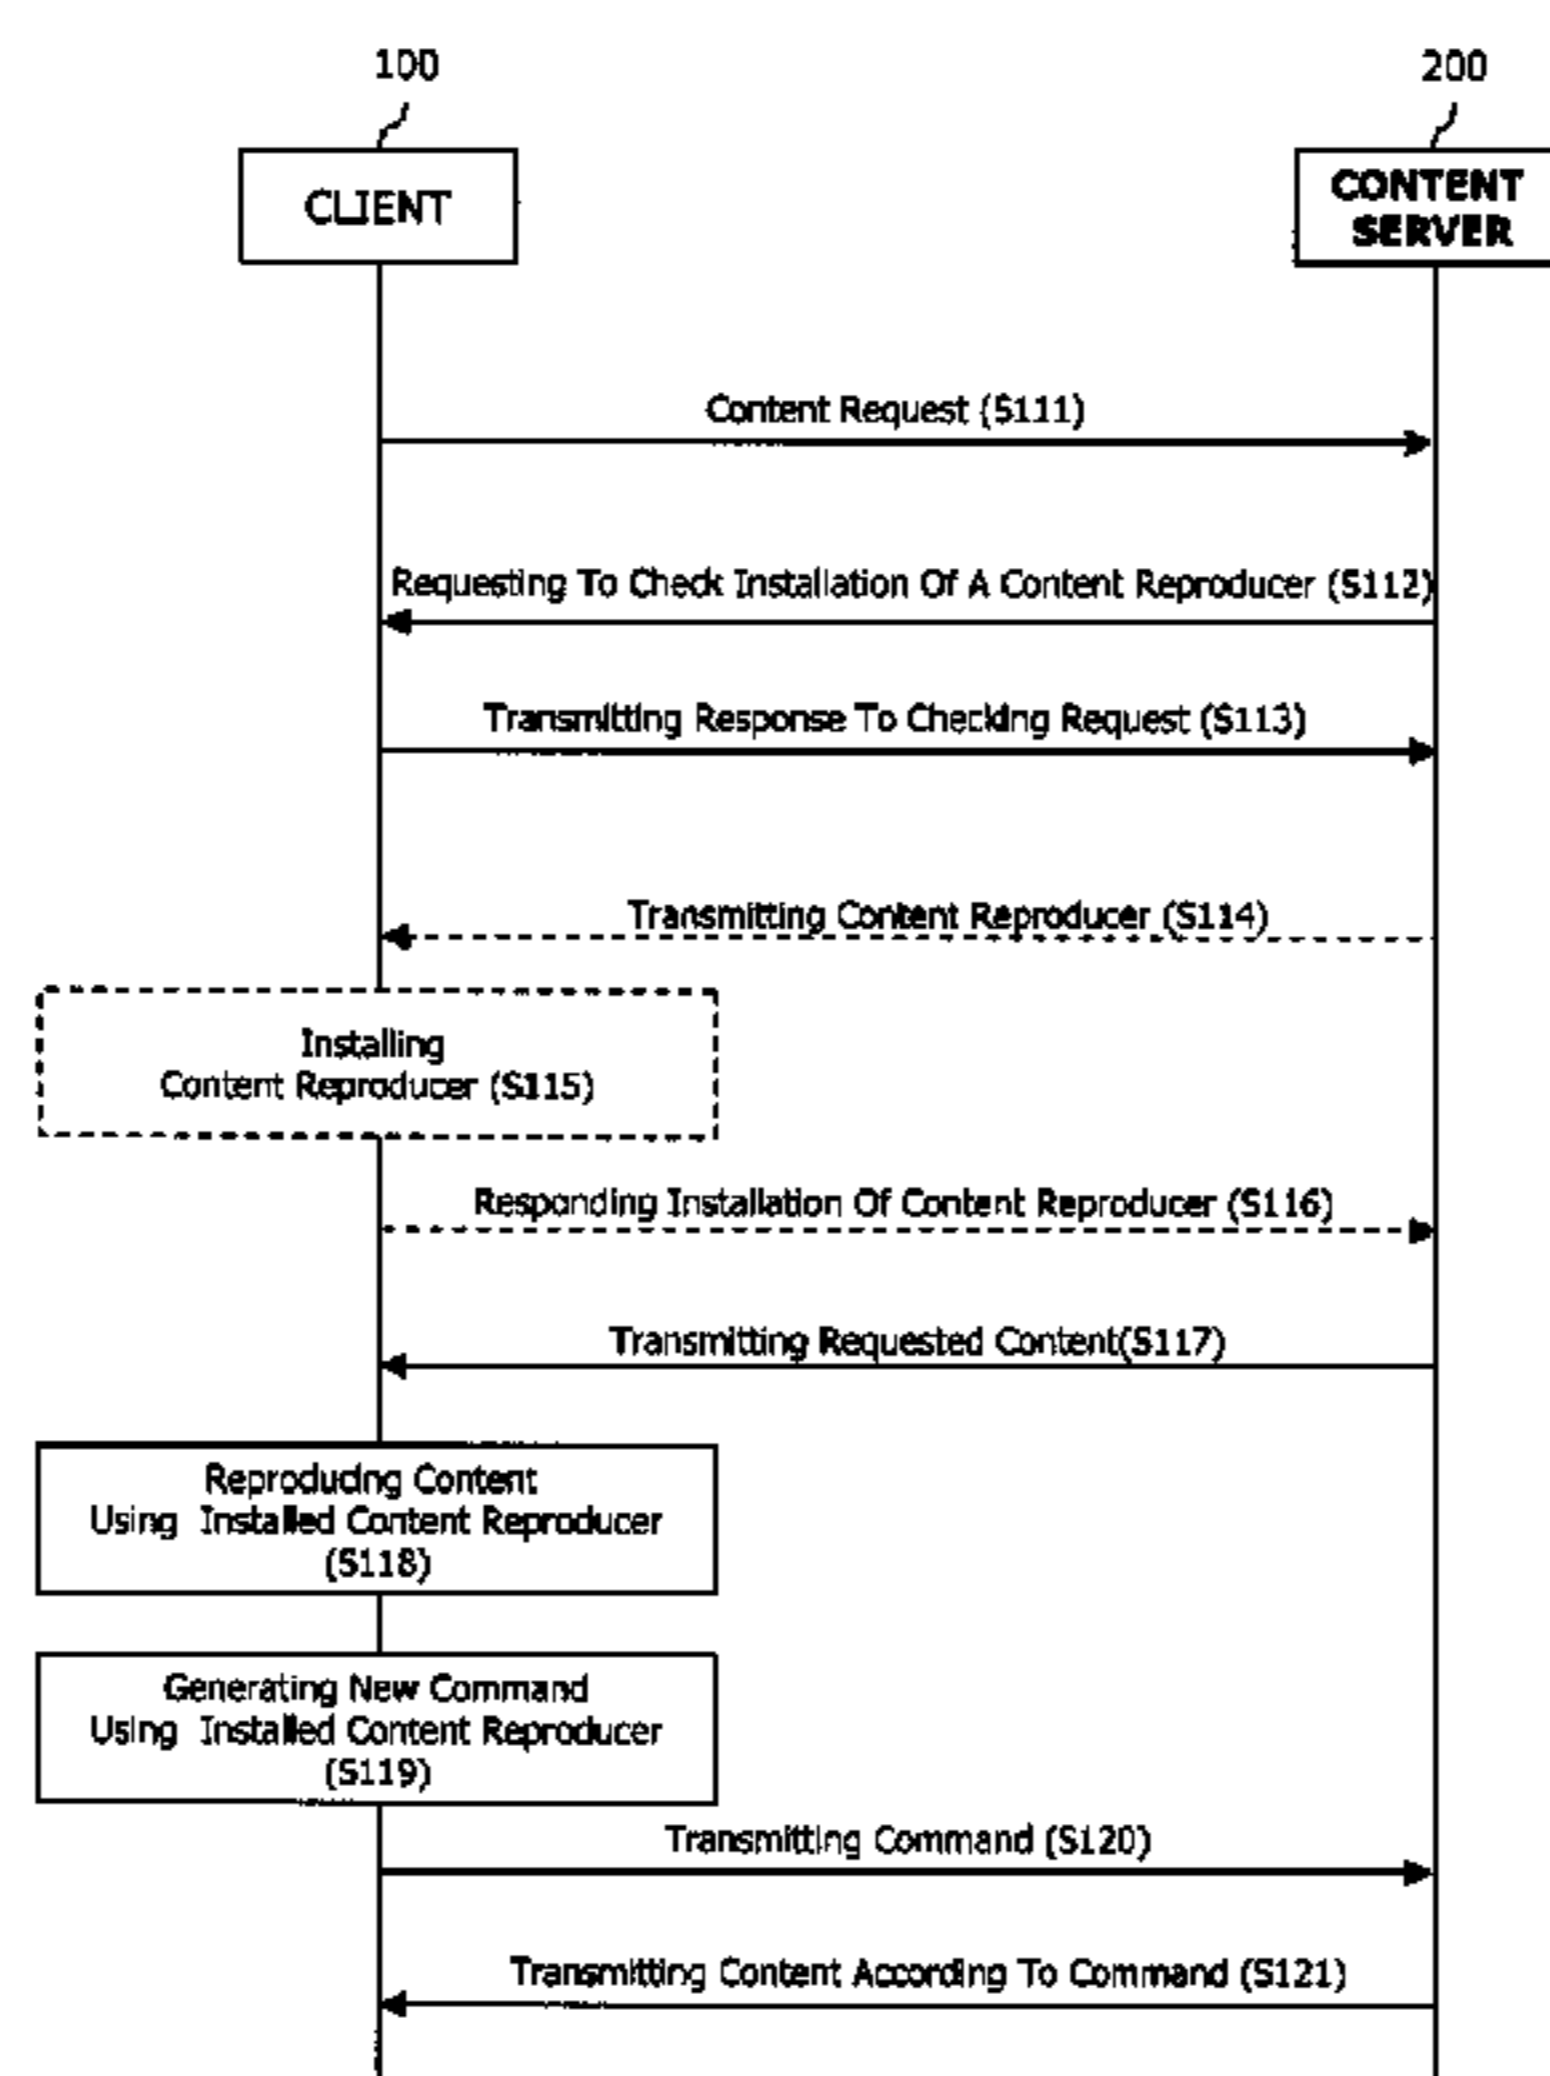 100
200
CLIENT
CONTENT
SERVER
Content Request (S111)
Requesting To Check Installation Of A Content Reproducer (S112)
Transmitting Response To Checking Request (S113)
Transmitting Content Reproducer (S114)
Installing
Content Reproducer (S115)
Responding Installation Of Content Reproducer (S116)
Transmitting Requested Content(S117)
Reproducing Content
Using Installed Content Reproducer
(S118)
Generating New Command
Using Installed Content Reproducer
(S119)
Transmitting Command (S120)
Transmitting Content According To Command (S121)